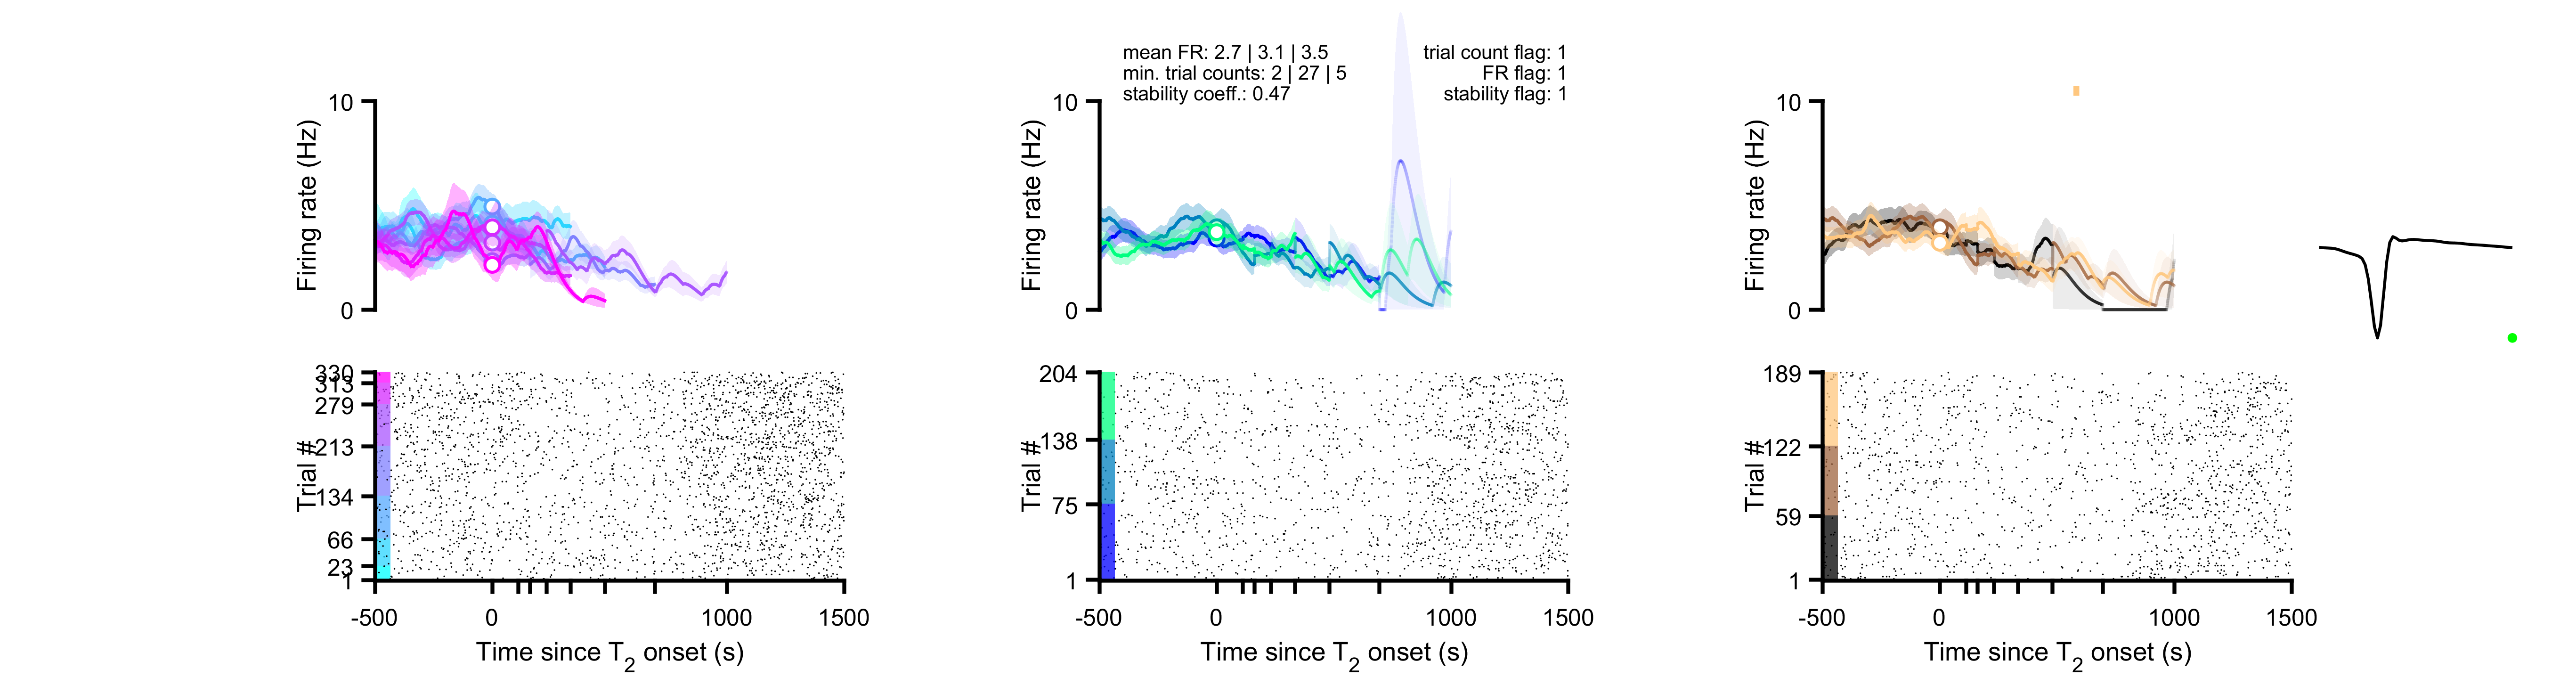 mean FR: 2.7 | 3.1 | 3.5
min. trial counts: 2 | 27 | 5
stability coeff.: 0.47
trial count flag: 1
FR flag: 1
stability flag: 1
10
Firing rate (Hz)
0
10
Firing rate (Hz)
0
10
Firing rate (Hz)
0
330
313
279
213
134
66
23
1
Trial #
-500
0
1000
1500
Time since T2 onset (s)
204
138
75
1
Trial #
-500
0
1000
1500
Time since T2 onset (s)
189
122
59
1
Trial #
-500
0
1000
1500
Time since T2 onset (s)